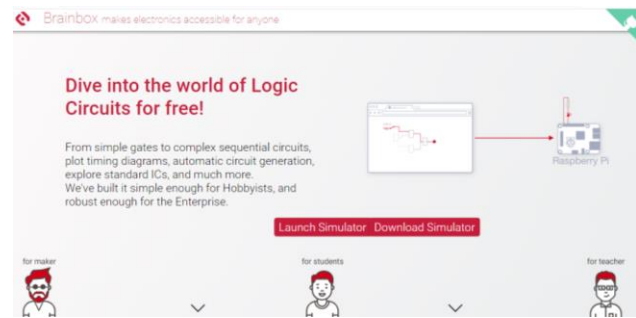 Brainbox makes electronics accessible for anyone
Dive into the world of Logic
Circuits for free!
From simple gates to complex sequential circuits,
plot timing diagrams, automatic circuit generation,
explore standard ICs, and much more.
We've built it simple enough for Hobbyists, and
robust enough for the Enterprise.
Raspberry Pi
Launch Simulator Download Simulator
for maker
for students
for teacher